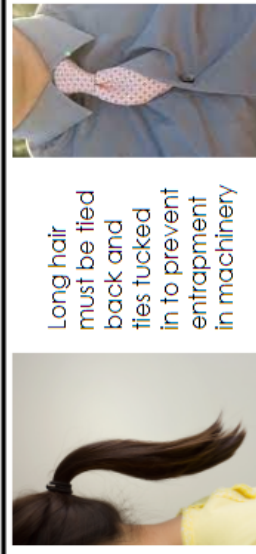 Long hair
must be tied
back and
ties tucked
in to prevent
entrapment
in machinery